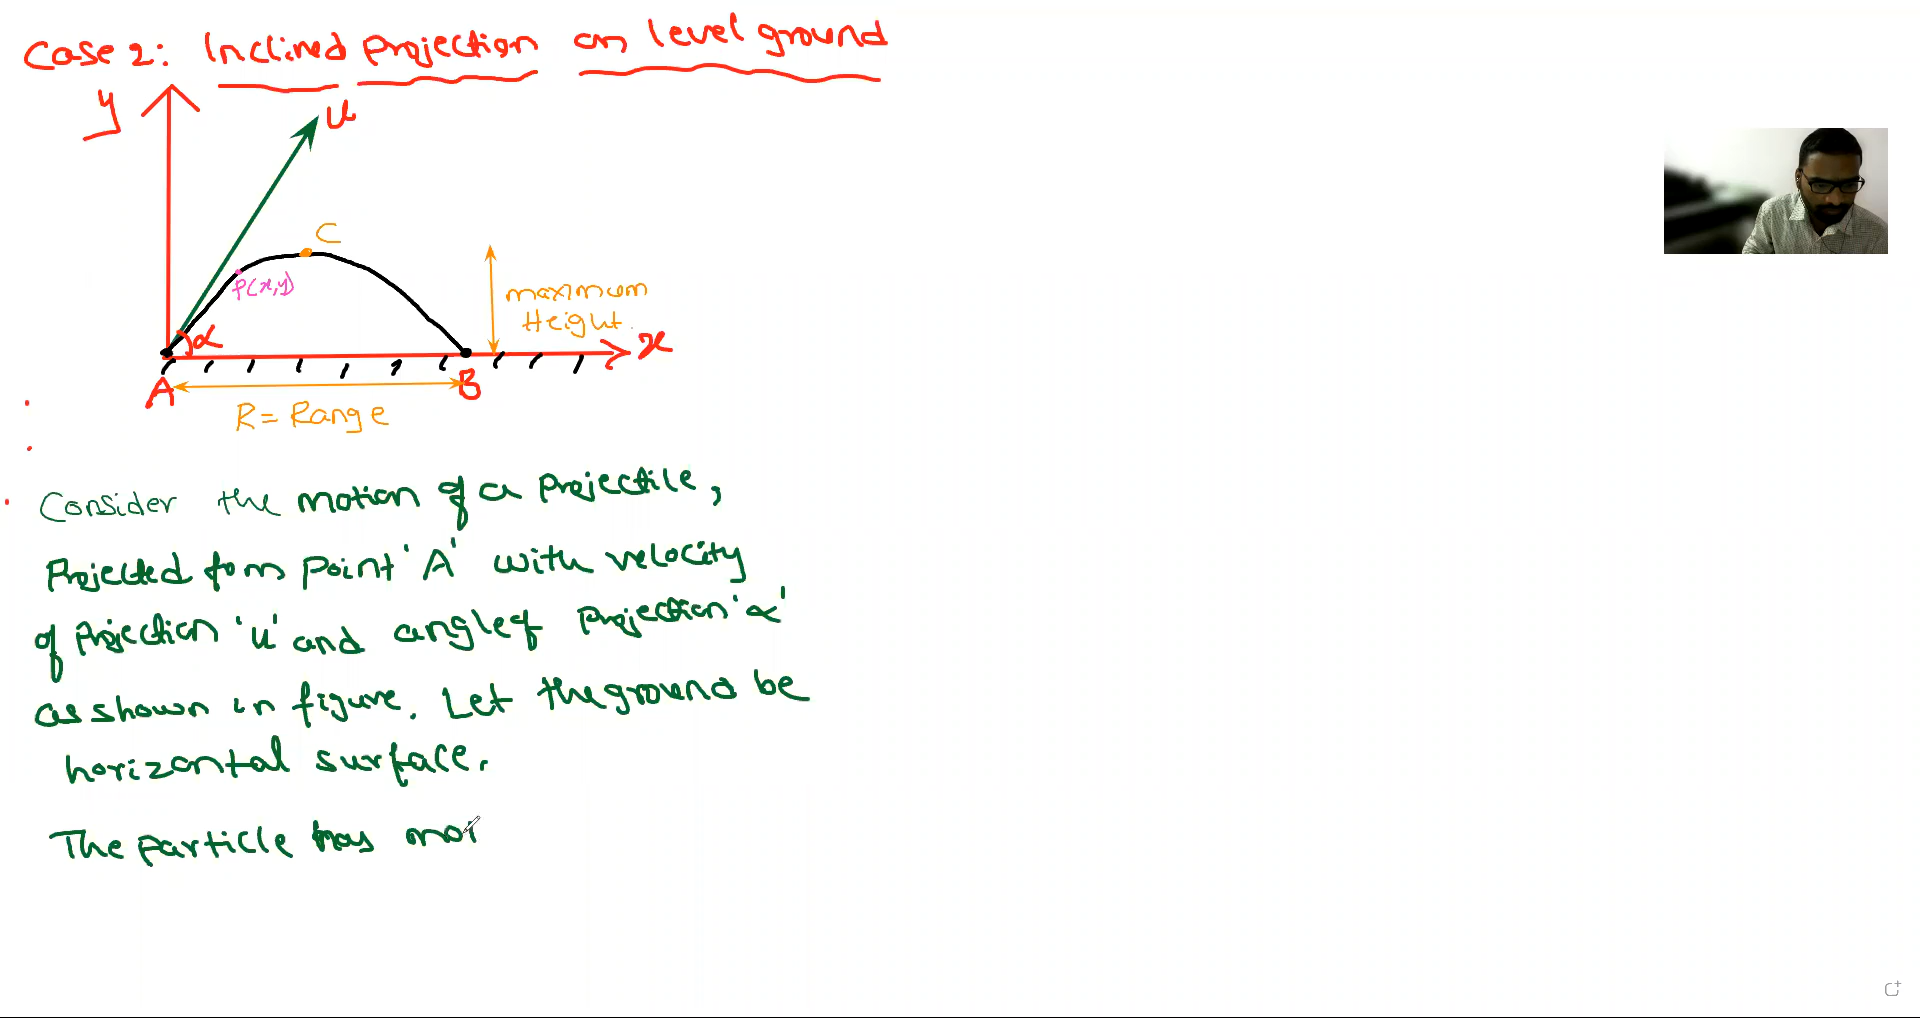 Case 2: Inclined projection on level ground
y
u
C
P(x,y)
maximum
Height.
α
x
A
B
R = Range
Consider the motion of a projectile,
Projected from point 'A' with velocity
of projection 'u' and angle of projection 'α'
as shown in figure. Let the ground be
horizontal surface.
The particle has mot